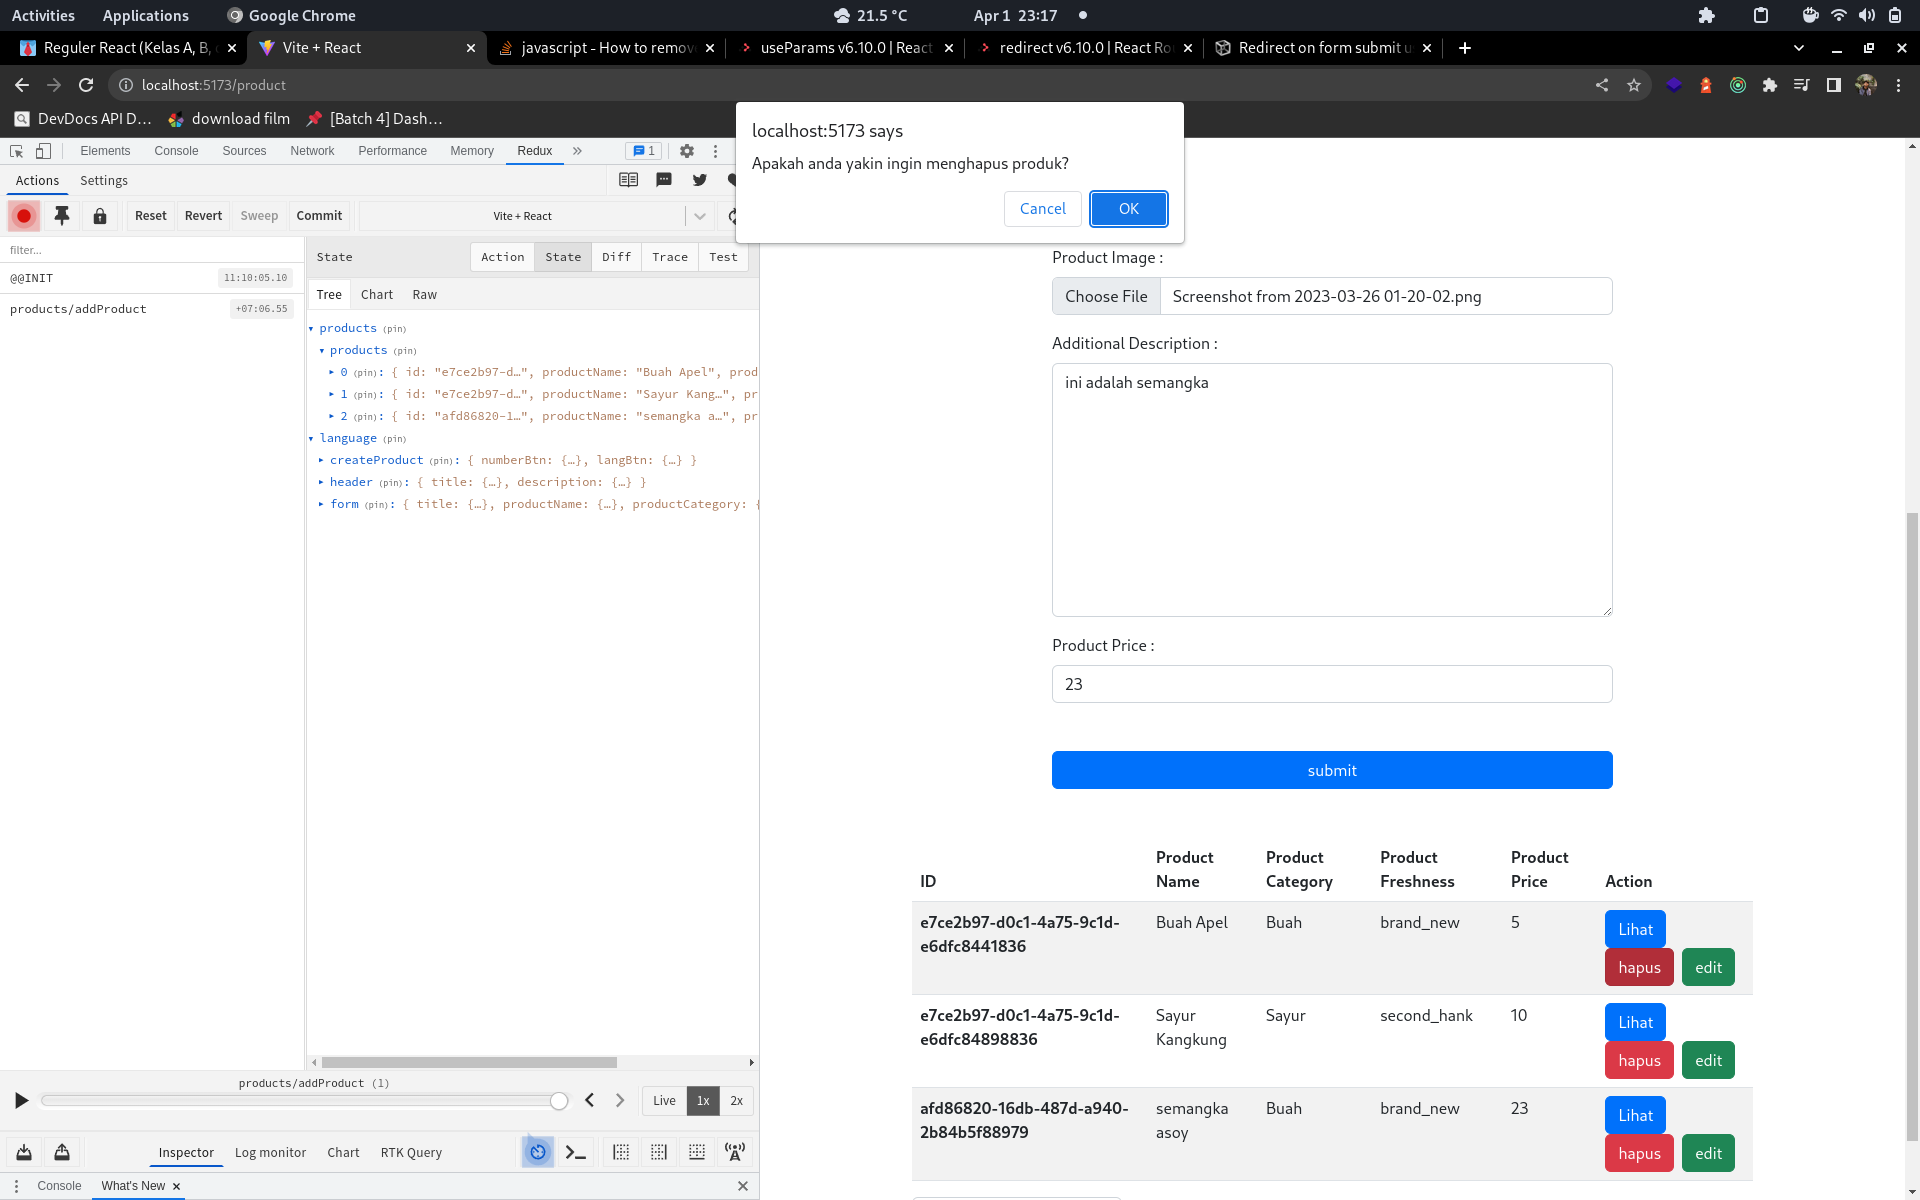 Activities Applications Google Chrome 21.5 °C Apr 1 23:17
Reguler React (Kelas A, B, Vite + React javascript - How to remov useParams v6.10.0 | React redirect v6.10.0 | React Ro Redirect on form submit u
localhost:5173/product
DevDocs API D... download film [Batch 4] Dash...
localhost:5173 says
Apakah anda yakin ingin menghapus produk?
Cancel OK
Elements Console Sources Network Performance Memory Redux 1
Actions Settings
Reset Revert Sweep Commit Vite + React
filter...
@@INIT 11:10:05.10
products/addProduct +07:06.55
State Action State Diff Trace Test
Tree Chart Raw
products (pin)
products (pin)
0 (pin): { id: "e7ce2b97-d…", productName: "Buah Apel", prod
1 (pin): { id: "e7ce2b97-d…", productName: "Sayur Kang…", pr
2 (pin): { id: "afd86820-1…", productName: "semangka a…", pr
language (pin)
createProduct (pin): { numberBtn: {…}, langBtn: {…} }
header (pin): { title: {…}, description: {…} }
form (pin): { title: {…}, productName: {…}, productCategory: {
products/addProduct (1)
Live 1x 2x
Inspector Log monitor Chart RTK Query
Console What's New
Product Image :
Choose File Screenshot from 2023-03-26 01-20-02.png
Additional Description :
ini adalah semangka
Product Price :
23
submit
ID Product Name Product Category Product Freshness Product Price Action
e7ce2b97-d0c1-4a75-9c1d-e6dfc8441836 Buah Apel Buah brand_new 5 Lihat hapus edit
e7ce2b97-d0c1-4a75-9c1d-e6dfc84898836 Sayur Kangkung Sayur second_hank 10 Lihat hapus edit
afd86820-16db-487d-a940-2b84b5f88979 semangka asoy Buah brand_new 23 Lihat hapus edit